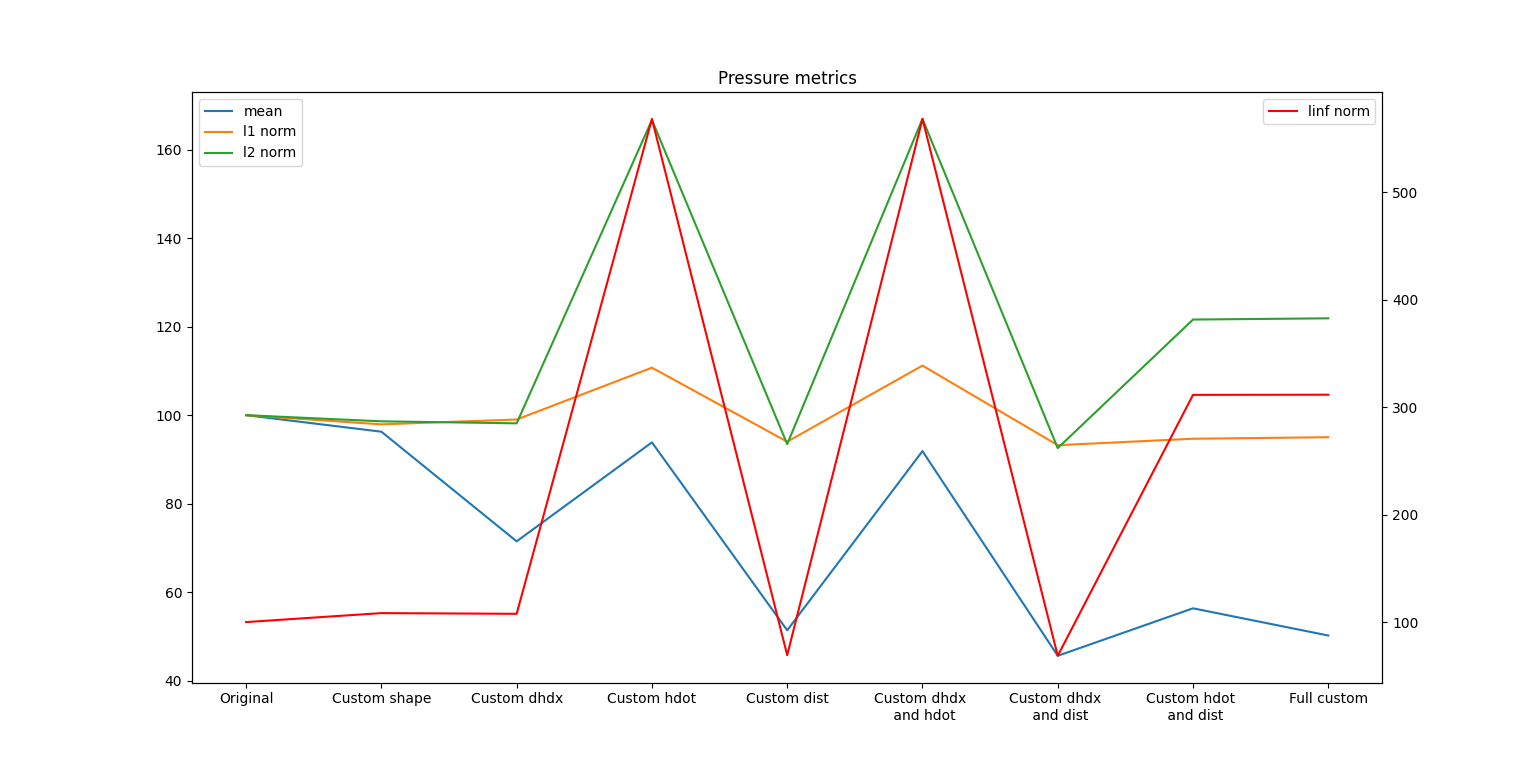 Pressure metrics
mean
l1 norm
l2 norm
linf norm
160
140
120
100
80
60
40
500
400
300
200
100
Original
Custom shape
Custom dhdx
Custom hdot
Custom dist
Custom dhdx
and hdot
Custom dhdx
and dist
Custom hdot
and dist
Full custom